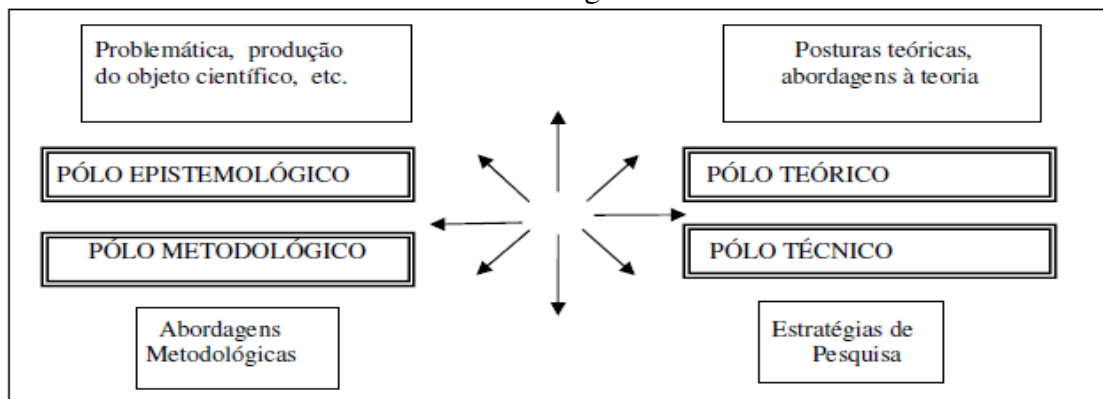 Problemática, produção
do objeto científico, etc.
Posturas teóricas,
abordagens à teoria
PÓLO EPISTEMOLÓGICO
PÓLO TEÓRICO
PÓLO METODOLÓGICO
PÓLO TÉCNICO
Abordagens
Metodológicas
Estratégias de
Pesquisa